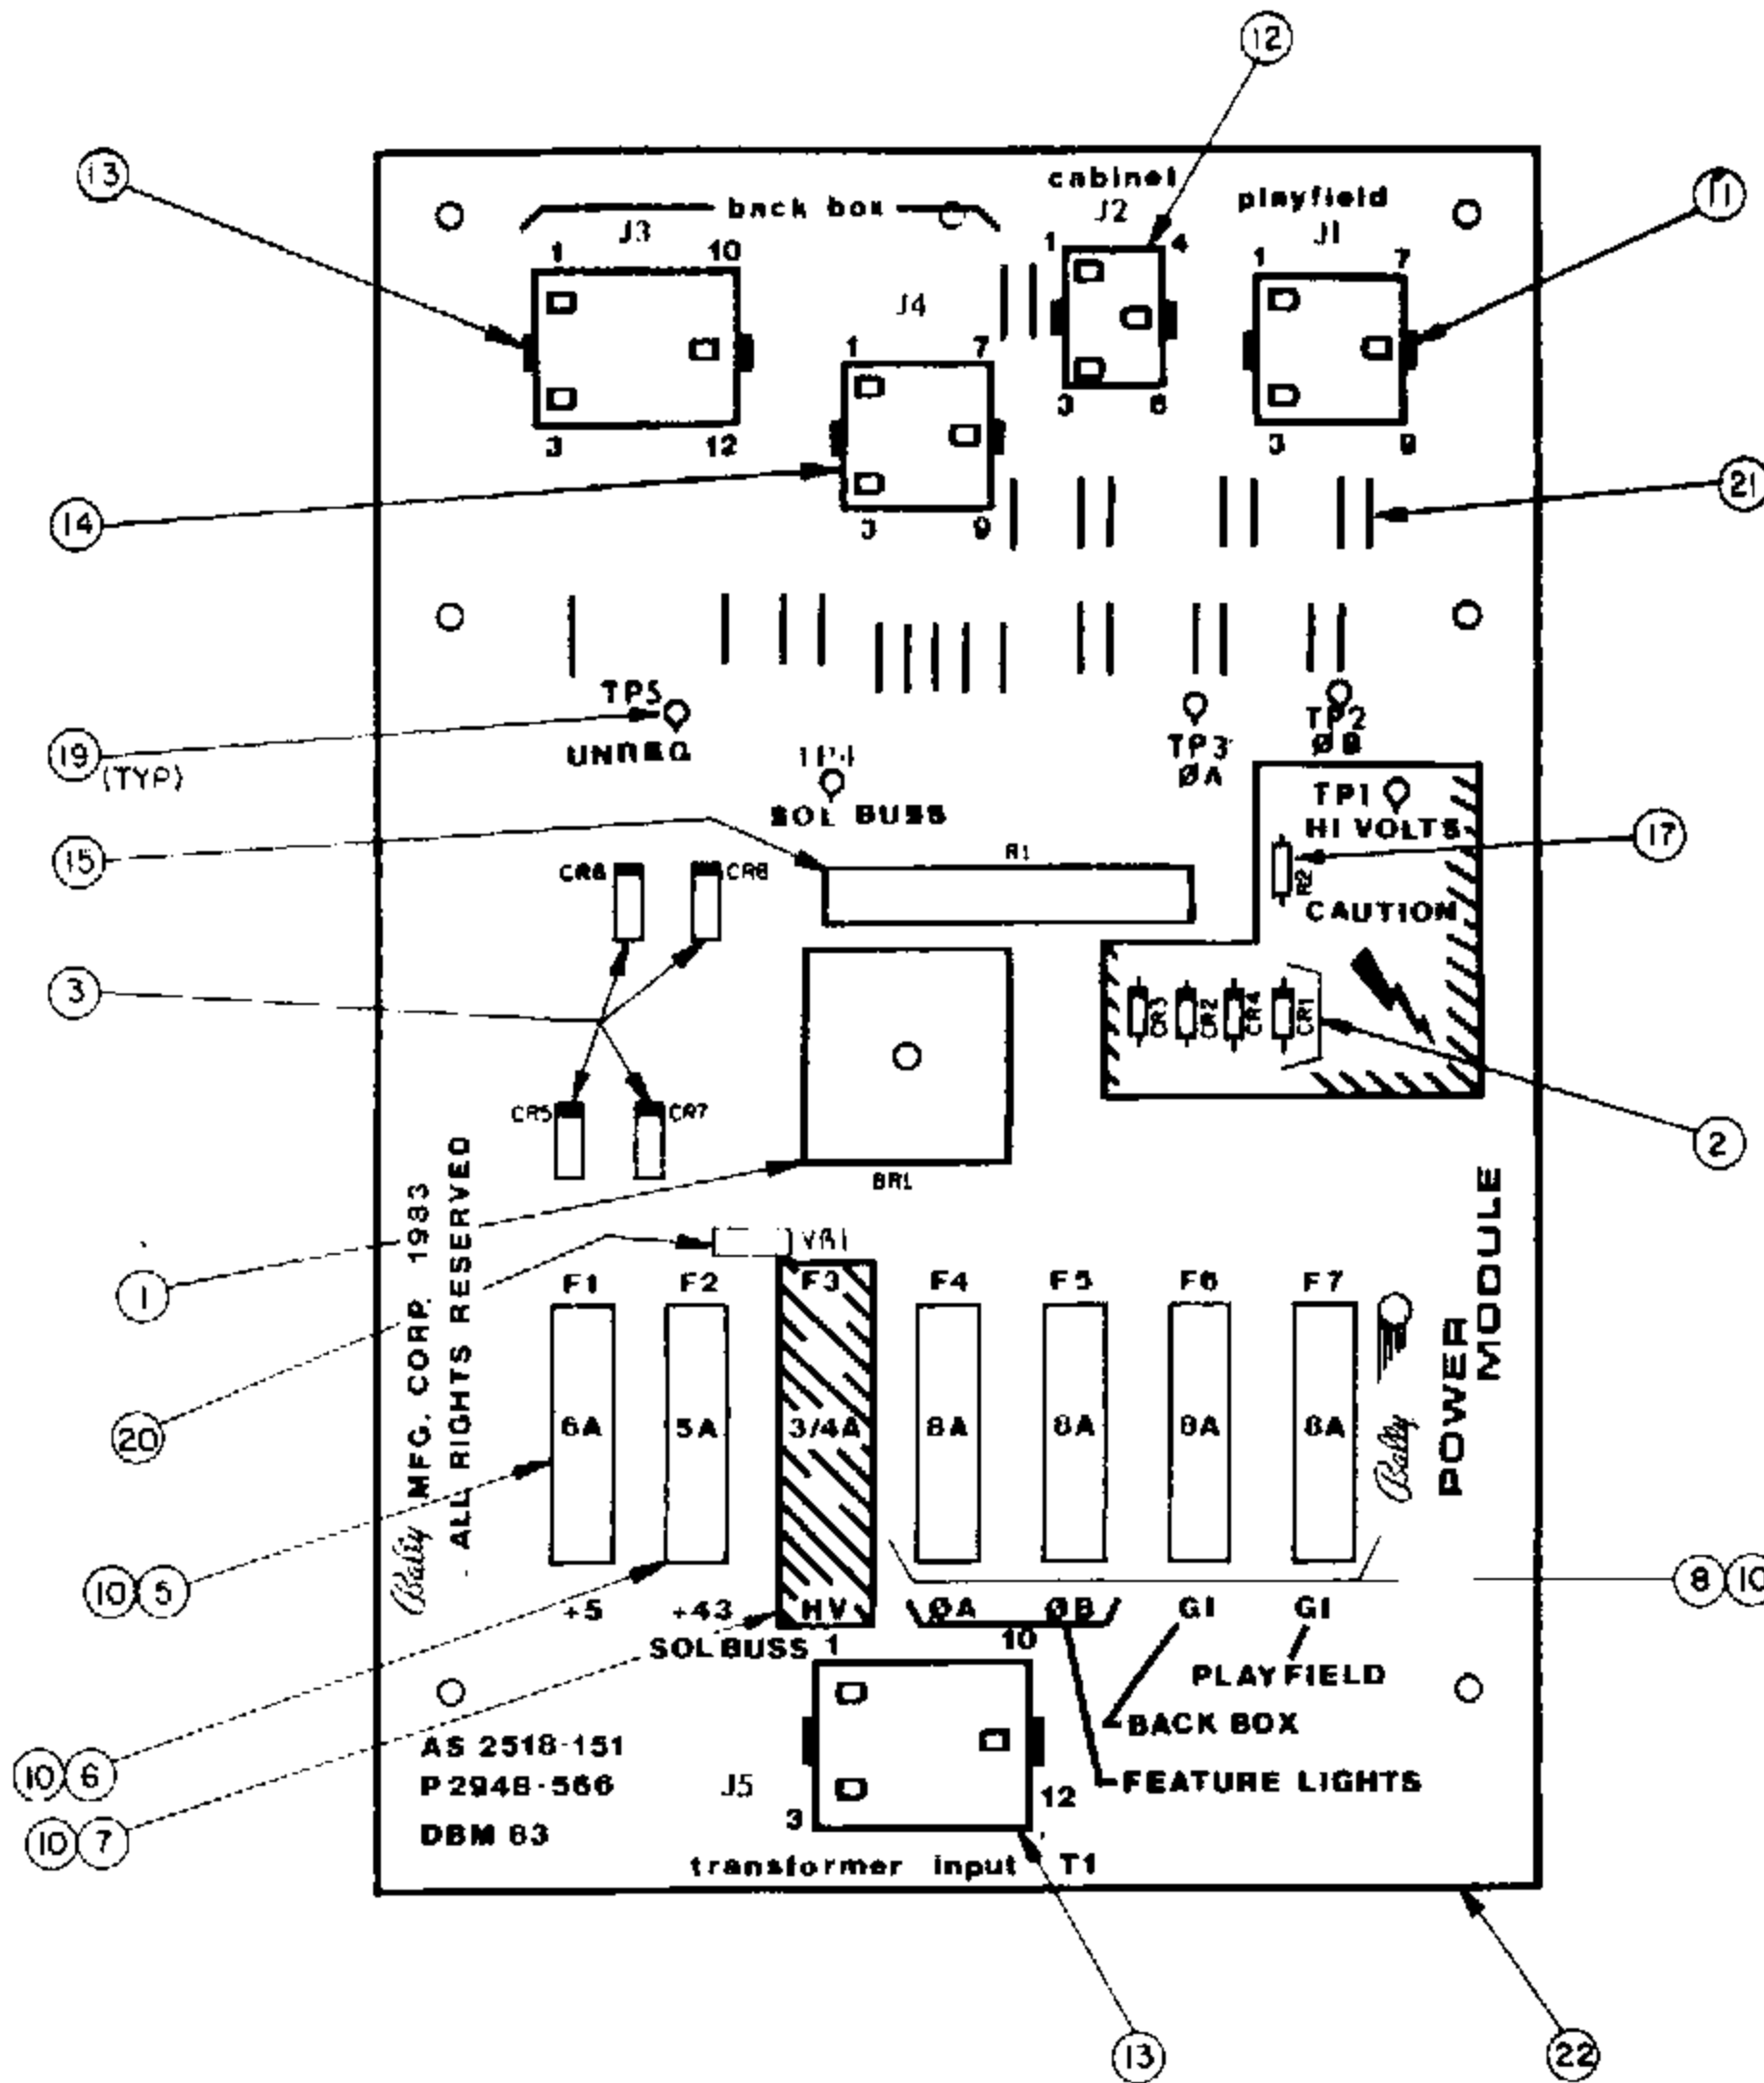 12
13
11
cabinet
back box
playfield
J3
J2
J1
1
10
1
4
1
7
J4
1
7
3
6
3
12
3
9
14
3
9
21
TP5
UNREG
19
(TYP)
TP4
SOL BUSS
TP3
ØA
TP2
ØB
TP1
HI VOLTS
17
15
R1
R2
CR6
CR8
CAUTION
3
CR3
CR2
CR4
CR1
CR5
CR7
2
BR1
1
VR1
F1
F2
F3
F4
F5
F6
F7
20
6A
5A
3/4A
8A
8A
8A
8A
Bally MFG. CORP. 1983
ALL RIGHTS RESERVED
Bally
POWER
MODULE
10 5
8 10
+5
+43
HV
ØA
ØB
GI
GI
SOL BUSS
1
10
PLAYFIELD
BACK BOX
FEATURE LIGHTS
10 6
10 7
AS 2518-151
P 2948-566
DBM 83
J5
3
12
transformer input T1
13
22